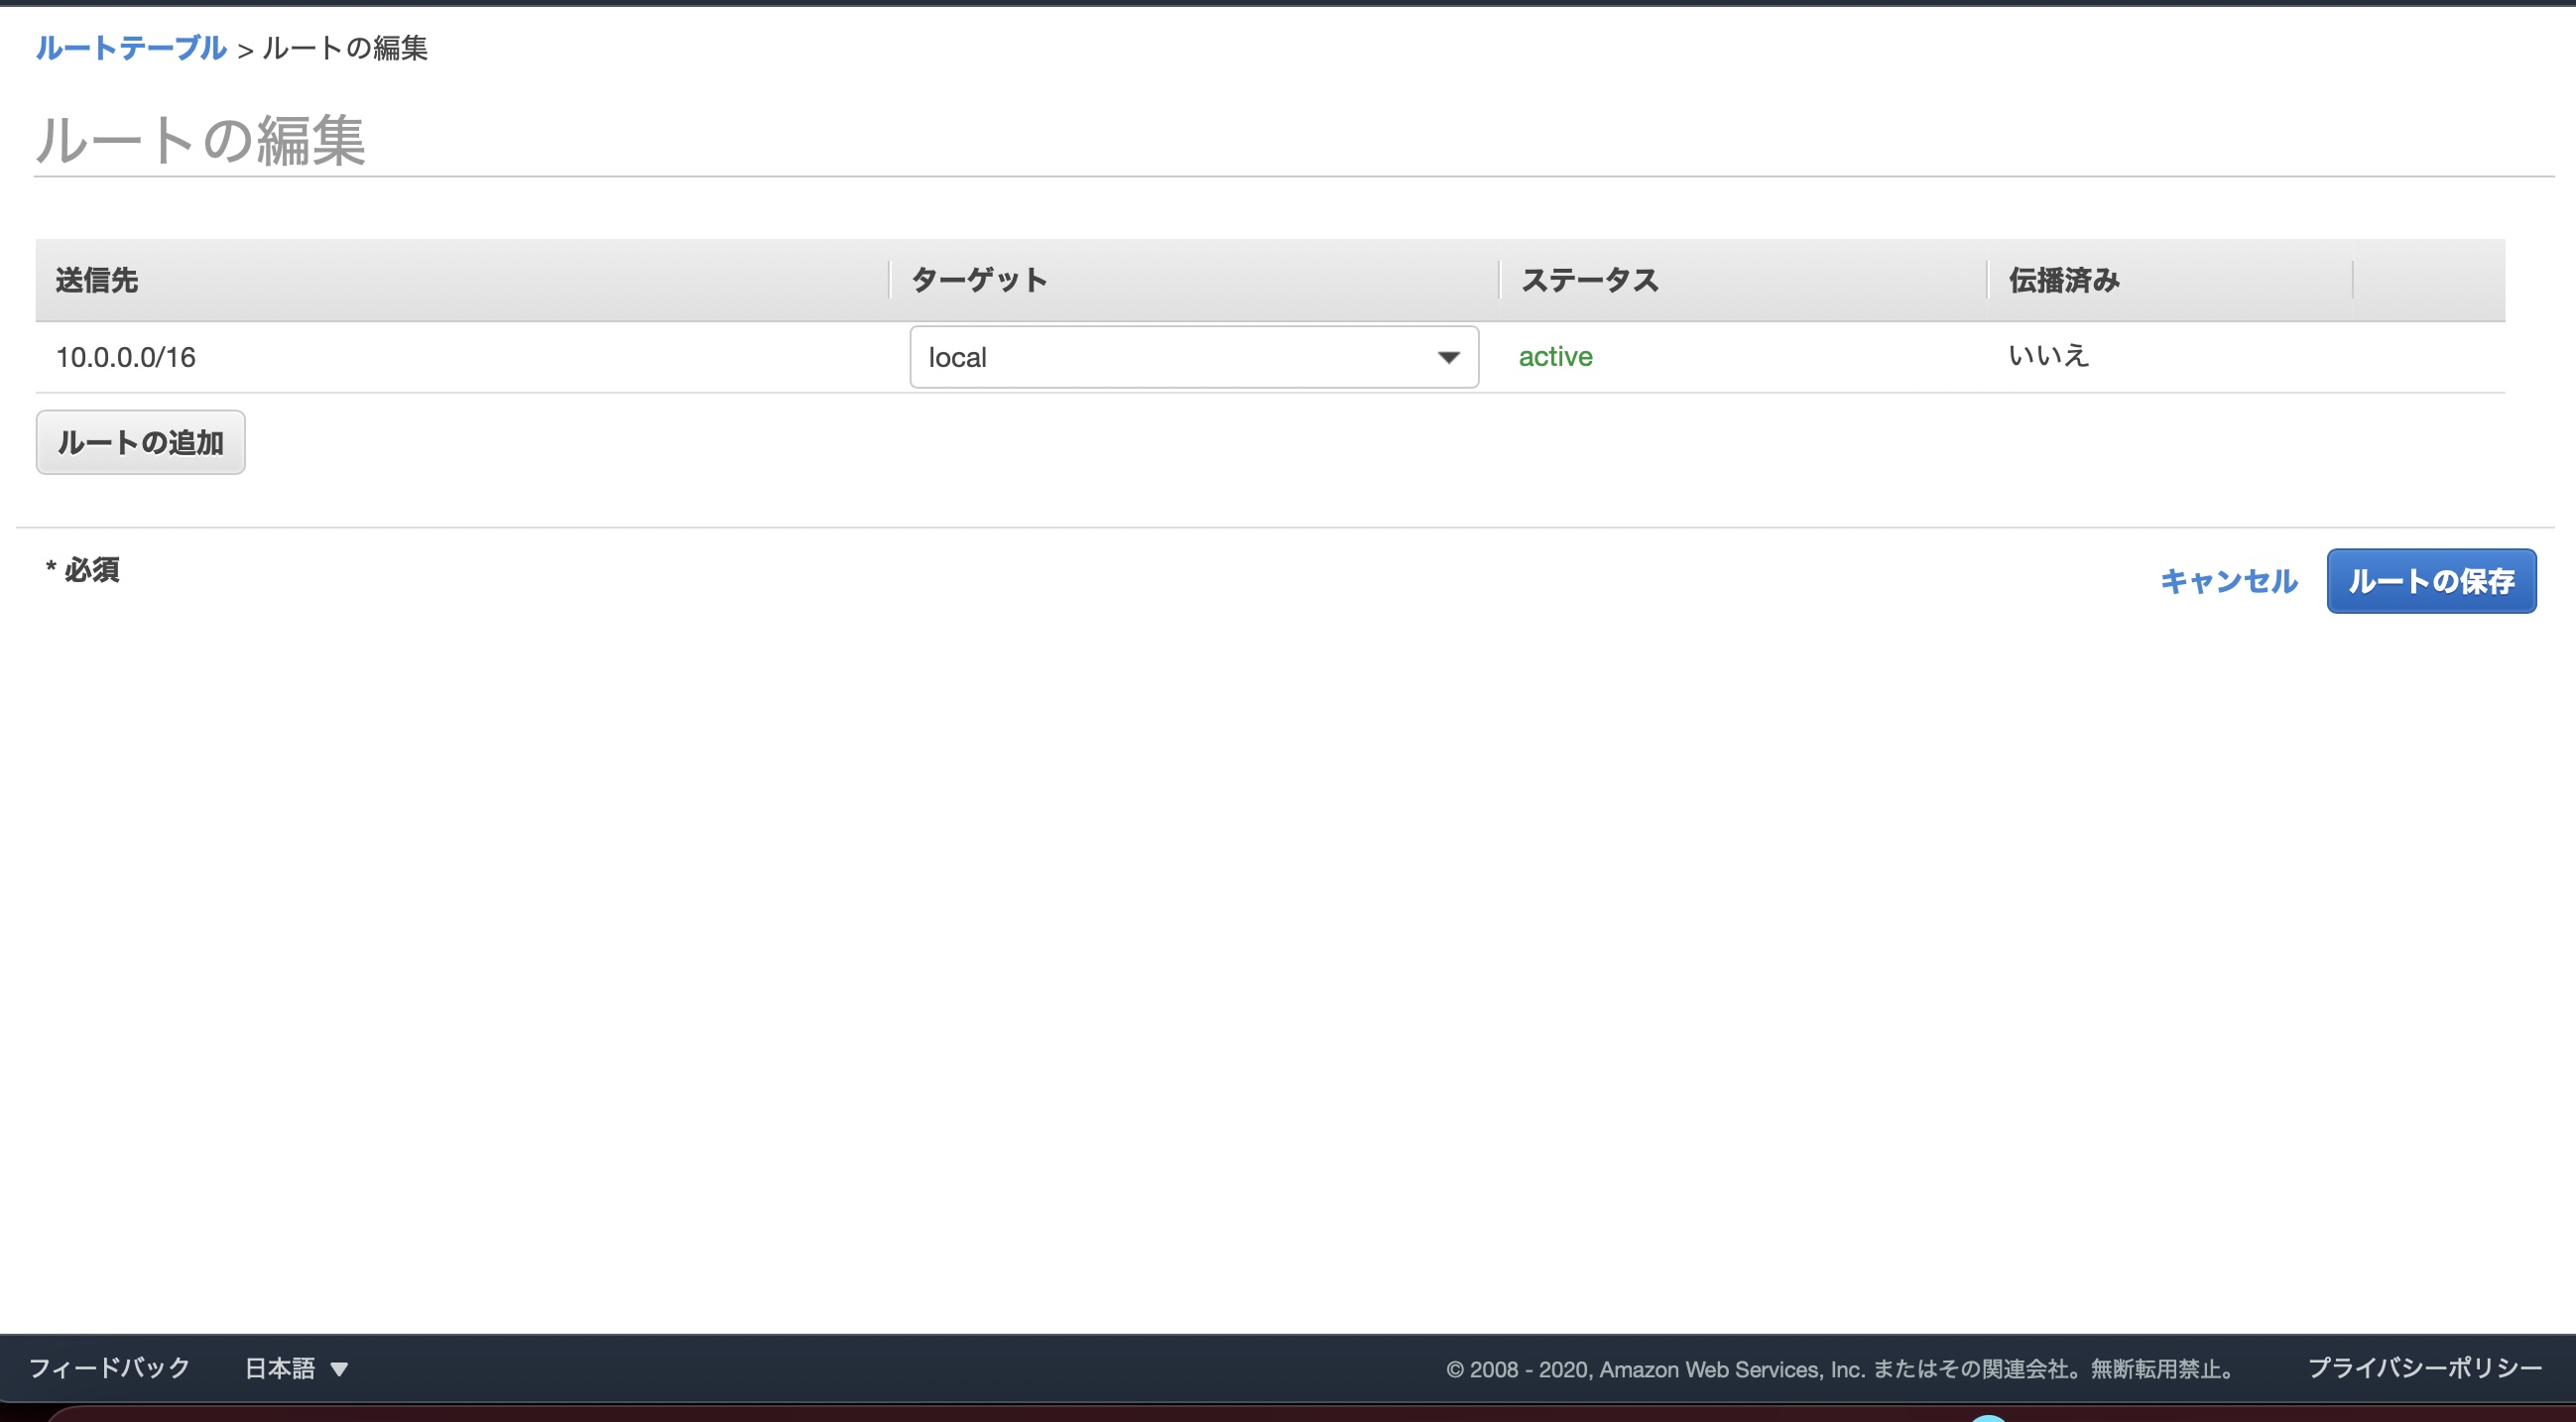 ルートテーブル > ルートの編集
ルートの編集
送信先 ターゲット ステータス 伝播済み
10.0.0.0/16 local active いいえ
ルートの追加
* 必須 キャンセル ルートの保存
フィードバック 日本語 © 2008 - 2020, Amazon Web Services, Inc. またはその関連会社。無断転用禁止。 プライバシーポリシー